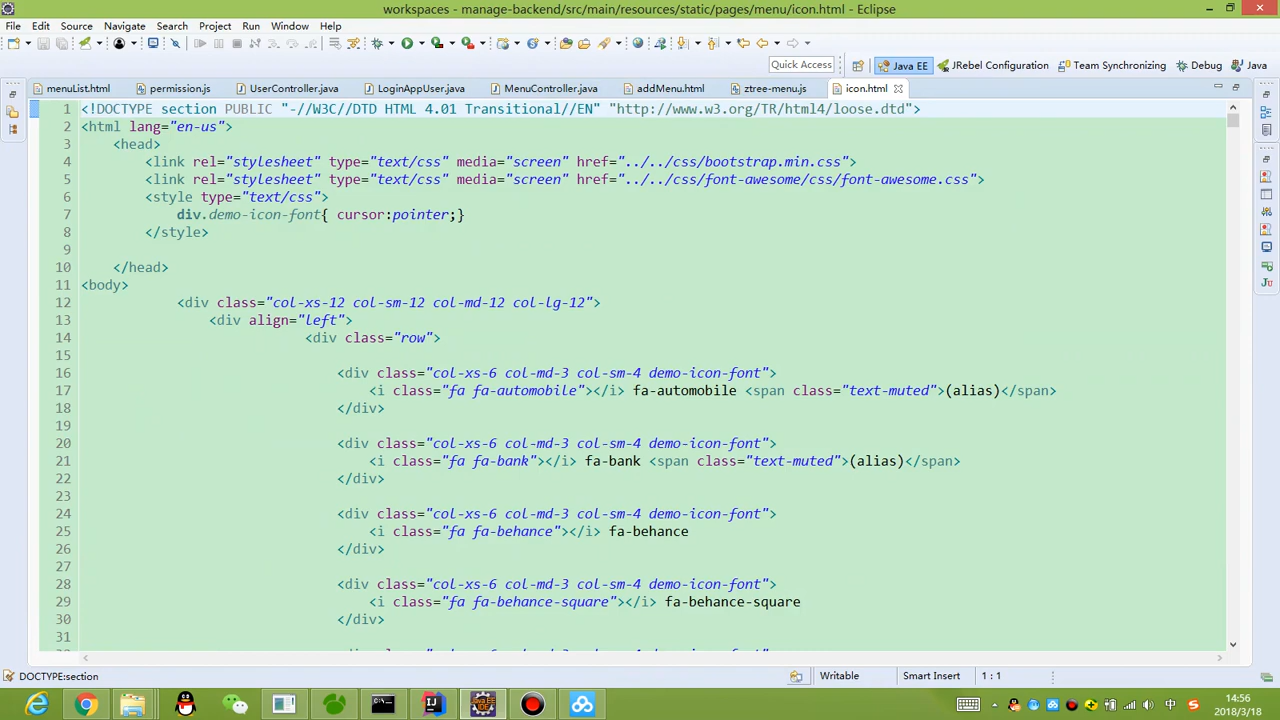 workspaces - manage-backend/src/main/resources/static/pages/menu/icon.html - Eclipse
File Edit Source Navigate Search Project Run Window Help
Quick Access Java EE JRebel Configuration Team Synchronizing Debug Java
menuList.html permission.js UserController.java LoginAppUser.java MenuController.java addMenu.html ztree-menu.js icon.html
1 <!DOCTYPE section PUBLIC "-//W3C//DTD HTML 4.01 Transitional//EN" "http://www.w3.org/TR/html4/loose.dtd">
2 <html lang="en-us">
3 <head>
4 <link rel="stylesheet" type="text/css" media="screen" href="../../css/bootstrap.min.css">
5 <link rel="stylesheet" type="text/css" media="screen" href="../../css/font-awesome/css/font-awesome.css">
6 <style type="text/css">
7 div.demo-icon-font{ cursor:pointer;}
8 </style>
9
10 </head>
11 <body>
12 <div class="col-xs-12 col-sm-12 col-md-12 col-lg-12">
13 <div align="left">
14 <div class="row">
15
16 <div class="col-xs-6 col-md-3 col-sm-4 demo-icon-font">
17 <i class="fa fa-automobile"></i> fa-automobile <span class="text-muted">(alias)</span>
18 </div>
19
20 <div class="col-xs-6 col-md-3 col-sm-4 demo-icon-font">
21 <i class="fa fa-bank"></i> fa-bank <span class="text-muted">(alias)</span>
22 </div>
23
24 <div class="col-xs-6 col-md-3 col-sm-4 demo-icon-font">
25 <i class="fa fa-behance"></i> fa-behance
26 </div>
27
28 <div class="col-xs-6 col-md-3 col-sm-4 demo-icon-font">
29 <i class="fa fa-behance-square"></i> fa-behance-square
30 </div>
31
DOCTYPE:section Writable Smart Insert 1 : 1
中
14:56
2018/3/18